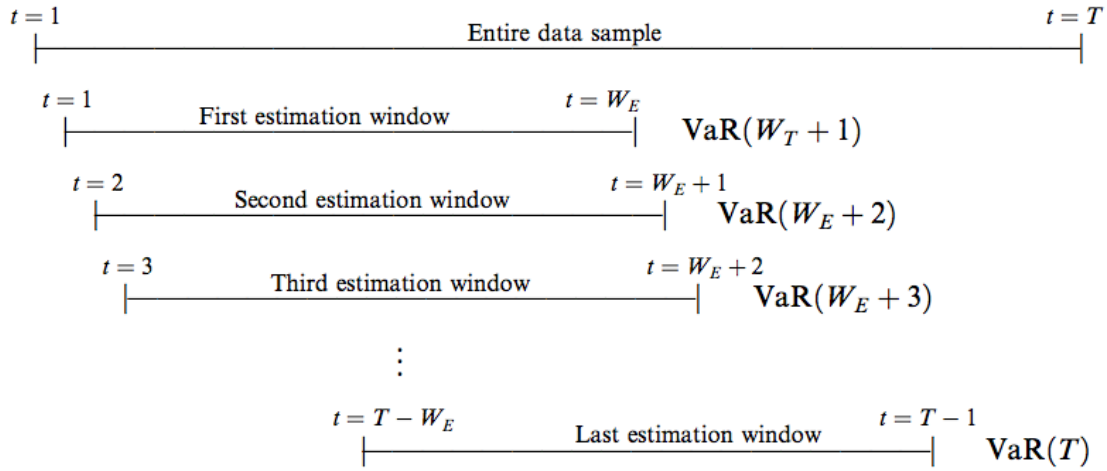 t = 1 t = T
Entire data sample
t = 1 t = W_E
First estimation window VaR(W_T + 1)
t = 2 t = W_E + 1
Second estimation window VaR(W_E + 2)
t = 3 t = W_E + 2
Third estimation window VaR(W_E + 3)
⋮
t = T − W_E t = T − 1
Last estimation window VaR(T)